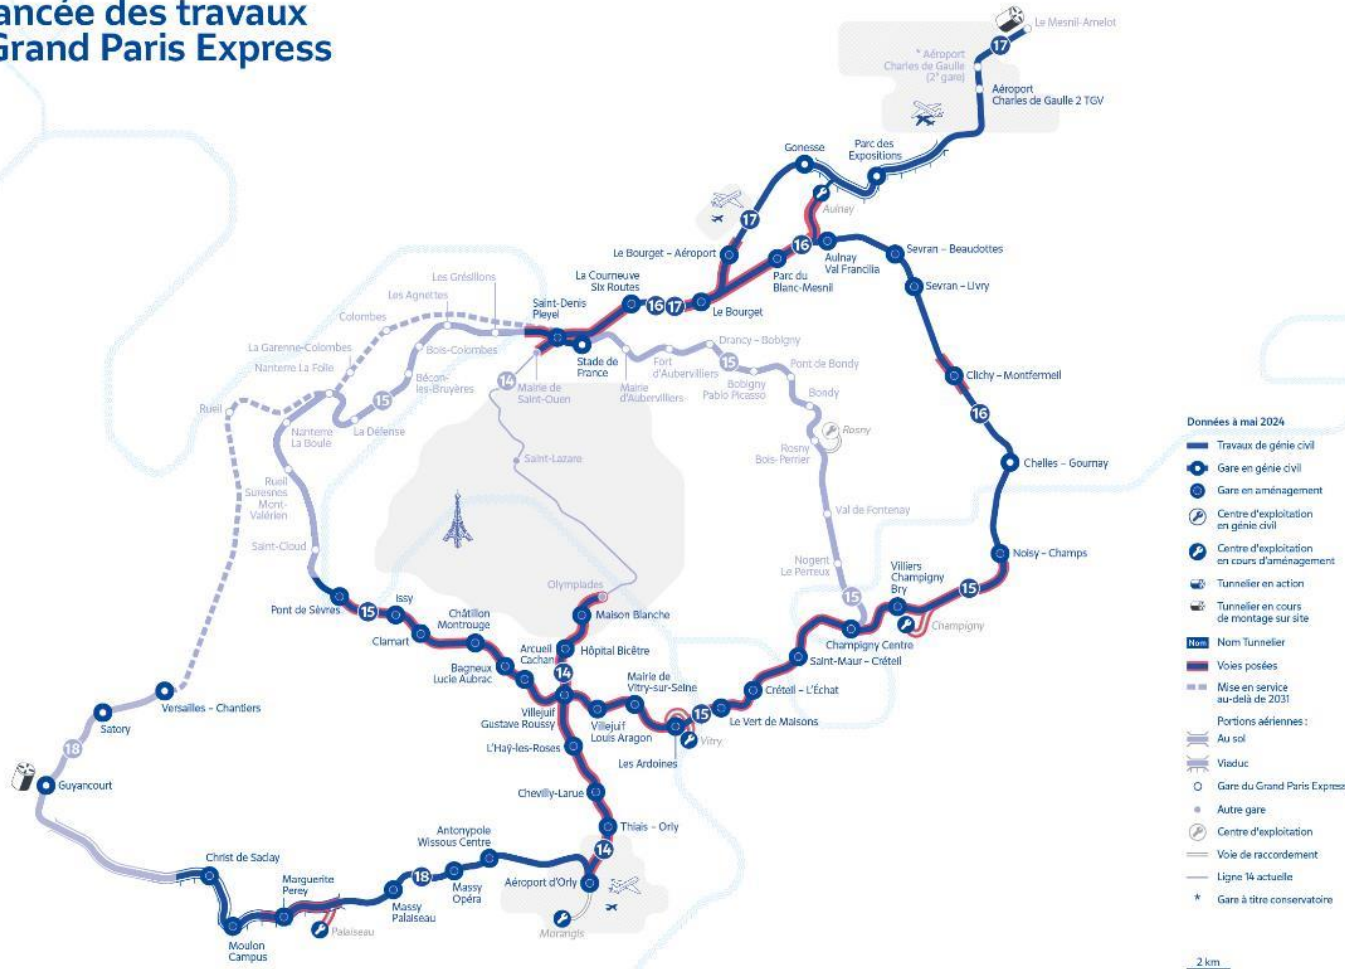 ancée des travaux
Grand Paris Express
17
Le Mesnil-Amelot
* Aéroport
Charles de Gaulle
(2e gare)
Aéroport
Charles de Gaulle 2 TGV
Gonesse
Parc des
Expositions
17
Aulnay
16
Le Bourget – Aéroport
Aulnay
Val Francilia
Sevran – Beaudottes
Parc du
Blanc-Mesnil
Sevran – Livry
La Courneuve
Six Routes
16 17
Le Bourget
Saint-Denis
Pleyel
Les Grésillons
Les Agnettes
Colombes
La Garenne-Colombes
Nanterre La Folie
Bois-Colombes
Bécon-
les-Bruyères
15
La Défense
Rueil
Nanterre
La Boule
Rueil
Suresnes
Mont-
Valérien
Saint-Cloud
Stade de
France
14
Mairie de
Saint-Ouen
Mairie
d'Aubervilliers
Fort
d'Aubervilliers
Drancy – Bobigny
15
Bobigny
Pablo Picasso
Pont de Bondy
Bondy
Rosny
Rosny
Bois-Perrier
Val de Fontenay
Nogent
Le Perreux
15
Clichy – Montfermeil
16
Chelles – Gournay
Noisy – Champs
15
Villiers
Champigny
Bry
Champigny
Champigny Centre
Saint-Maur – Créteil
Créteil – L'Échat
Le Vert de Maisons
15
Vitry
Les Ardoines
Mairie de
Vitry-sur-Seine
Villejuif
Louis Aragon
Saint-Lazare
Olympiades
Maison Blanche
Hôpital Bicêtre
14
Arcueil
Cachan
Villejuif
Gustave Roussy
Bagneux
Lucie Aubrac
Châtillon
Montrouge
Clamart
Issy
15
Pont de Sèvres
L'Haÿ-les-Roses
Chevilly-Larue
Thiais – Orly
14
Aéroport d'Orly
Morangis
Antonypole
Wissous Centre
Massy
Opéra
18
Massy
Palaiseau
Palaiseau
Marguerite
Perey
Moulon
Campus
Christ de Saclay
Guyancourt
18
Satory
Versailles – Chantiers
Données à mai 2024
Travaux de génie civil
Gare en génie civil
Gare en aménagement
Centre d'exploitation
en génie civil
Centre d'exploitation
en cours d'aménagement
Tunnelier en action
Tunnelier en cours
de montage sur site
Nom Nom Tunnelier
Voies posées
Mise en service
au-delà de 2031
Portions aériennes :
Au sol
Viaduc
Gare du Grand Paris Express
Autre gare
Centre d'exploitation
Voie de raccordement
Ligne 14 actuelle
* Gare à titre conservatoire
2 km